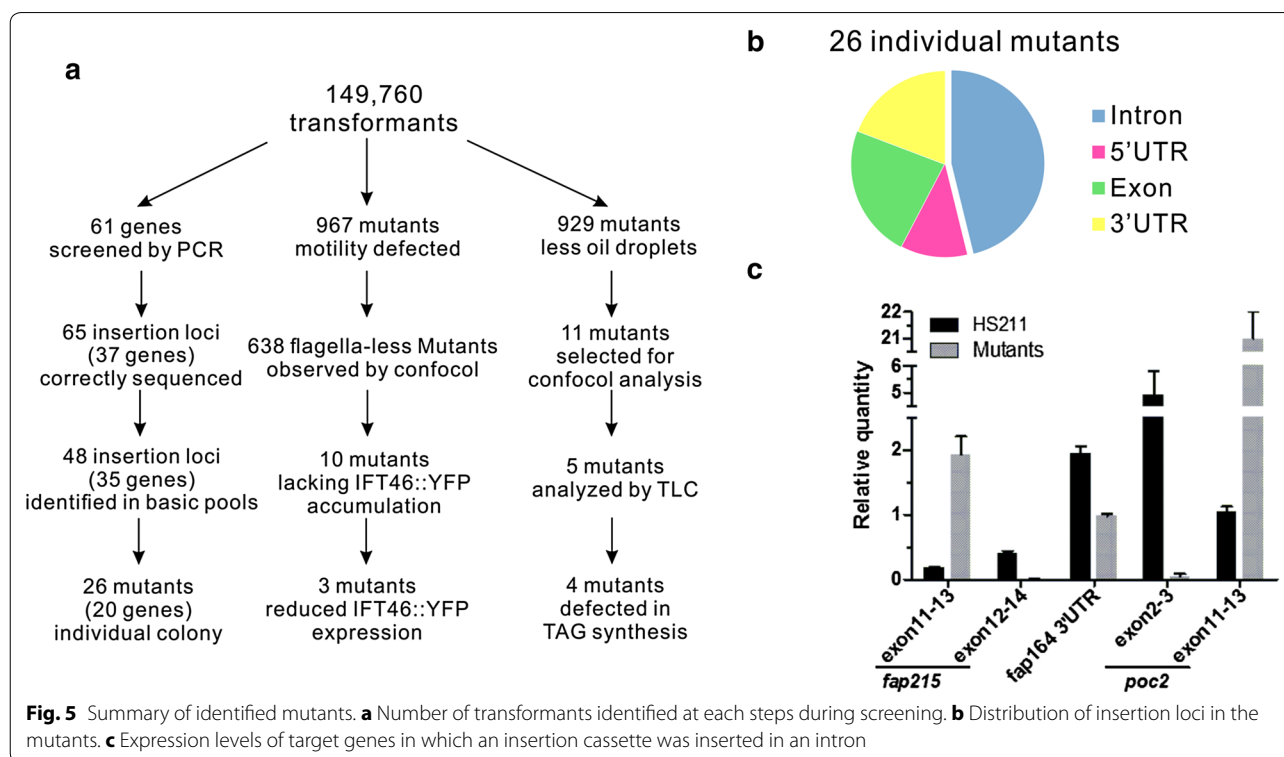 a
149,760
transformants
61 genes
screened by PCR
65 insertion loci
(37 genes)
correctly sequenced
48 insertion loci
(35 genes)
identified in basic pools
26 mutants
(20 genes)
individual colony
967 mutants
motility defected
638 flagella-less Mutants
observed by confocol
10 mutants
lacking IFT46::YFP
accumulation
3 mutants
reduced IFT46::YFP
expression
929 mutants
less oil droplets
11 mutants
selected for
confocol analysis
5 mutants
analyzed by TLC
4 mutants
defected in
TAG synthesis
b
26 individual mutants
Intron
5'UTR
Exon
3'UTR
c
HS211
Mutants
Relative quantity
22
21
6
5
2
1
0
exon11-13
exon12-14
fap164 3'UTR
exon2-3
exon11-13
fap215
poc2
Fig. 5 Summary of identified mutants. a Number of transformants identified at each steps during screening. b Distribution of insertion loci in the
mutants. c Expression levels of target genes in which an insertion cassette was inserted in an intron